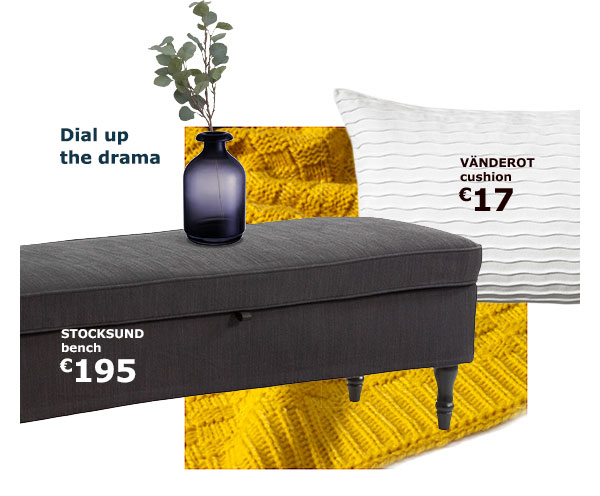 Dial up
the drama
VÄNDEROT
cushion
€17
STOCKSUND
bench
€195